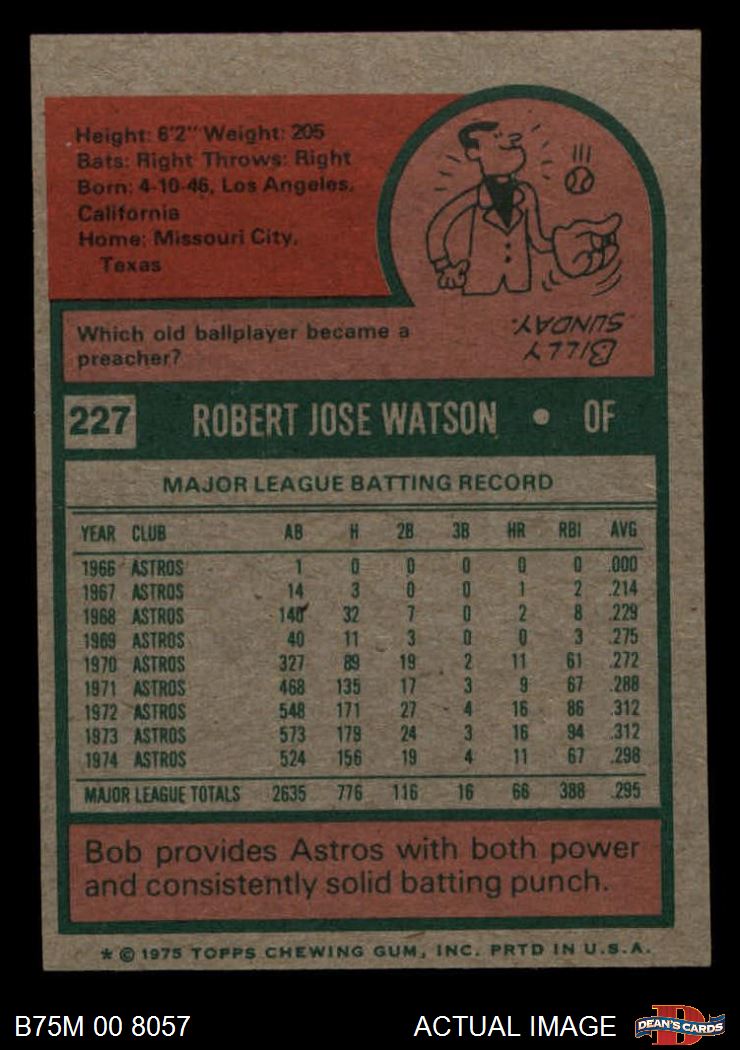 Height: 6'2" Weight: 205
Bats: Right Throws: Right
Born: 4-10-46, Los Angeles,
California
Home: Missouri City,
Texas
Which old ballplayer became a
preacher?
BILLY
SUNDAY.
227 ROBERT JOSE WATSON • OF
MAJOR LEAGUE BATTING RECORD
YEAR CLUB AB H 2B 3B HR RBI AVG
1966 ASTROS 1 0 0 0 0 0 .000
1967 ASTROS 14 3 0 0 1 2 .214
1968 ASTROS 140 32 7 0 2 8 .229
1969 ASTROS 40 11 3 0 0 3 .275
1970 ASTROS 327 89 19 2 11 61 .272
1971 ASTROS 468 135 17 3 9 67 .288
1972 ASTROS 548 171 27 4 16 86 .312
1973 ASTROS 573 179 24 3 16 94 .312
1974 ASTROS 524 156 19 4 11 67 .298
MAJOR LEAGUE TOTALS 2635 776 116 16 66 388 .295
Bob provides Astros with both power
and consistently solid batting punch.
* © 1975 TOPPS CHEWING GUM, INC. PRTD IN U.S.A.
B75M 00 8057 ACTUAL IMAGE D DEAN'S CARDS